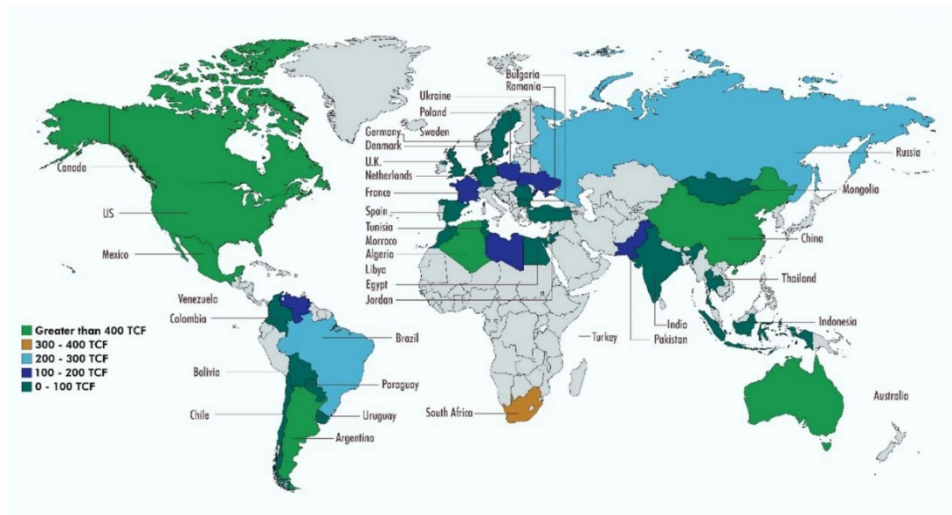 Bulgaria
Romania
Ukraine
Poland
Germany
Sweden
Denmark
U.K.
Netherlands
France
Spain
Tunisia
Morroco
Algeria
Libya
Egypt
Jordan
Canada
US
Mexico
Venezuela
Colombia
Brazil
Bolivia
Paraguay
Chile
Uruguay
Argentina
South Africa
Turkey
Russia
Mongolia
China
Thoilond
India
Pakistan
Indonesia
Australia
Greater than 400 TCF
300 - 400 TCF
200 - 300 TCF
100 - 200 TCF
0 - 100 TCF